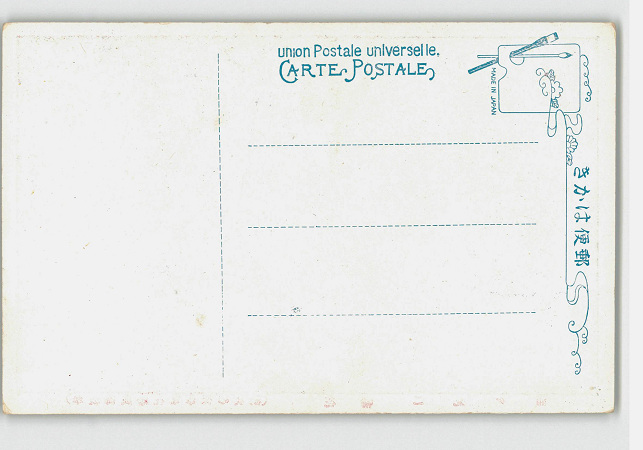 union Postale universelle.
CARTE POSTALE
MADE IN JAPAN
きかは便郵